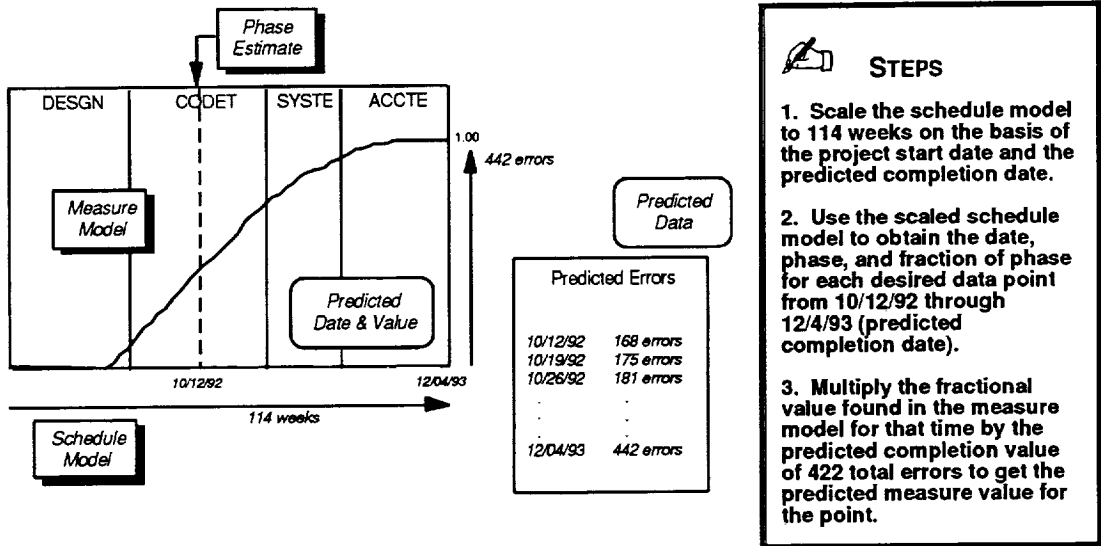 Phase
Estimate
DESGN CODET SYSTE ACCTE
1.00
442 errors
Measure
Model
Predicted
Date & Value
10/12/92 12/04/93
114 weeks
Schedule
Model
Predicted
Data
Predicted Errors
10/12/92 168 errors
10/19/92 175 errors
10/26/92 181 errors
. .
. .
. .
12/04/93 442 errors
STEPS
1. Scale the schedule model
to 114 weeks on the basis of
the project start date and the
predicted completion date.
2. Use the scaled schedule
model to obtain the date,
phase, and fraction of phase
for each desired data point
from 10/12/92 through
12/4/93 (predicted
completion date).
3. Multiply the fractional
value found in the measure
model for that time by the
predicted completion value
of 422 total errors to get the
predicted measure value for
the point.